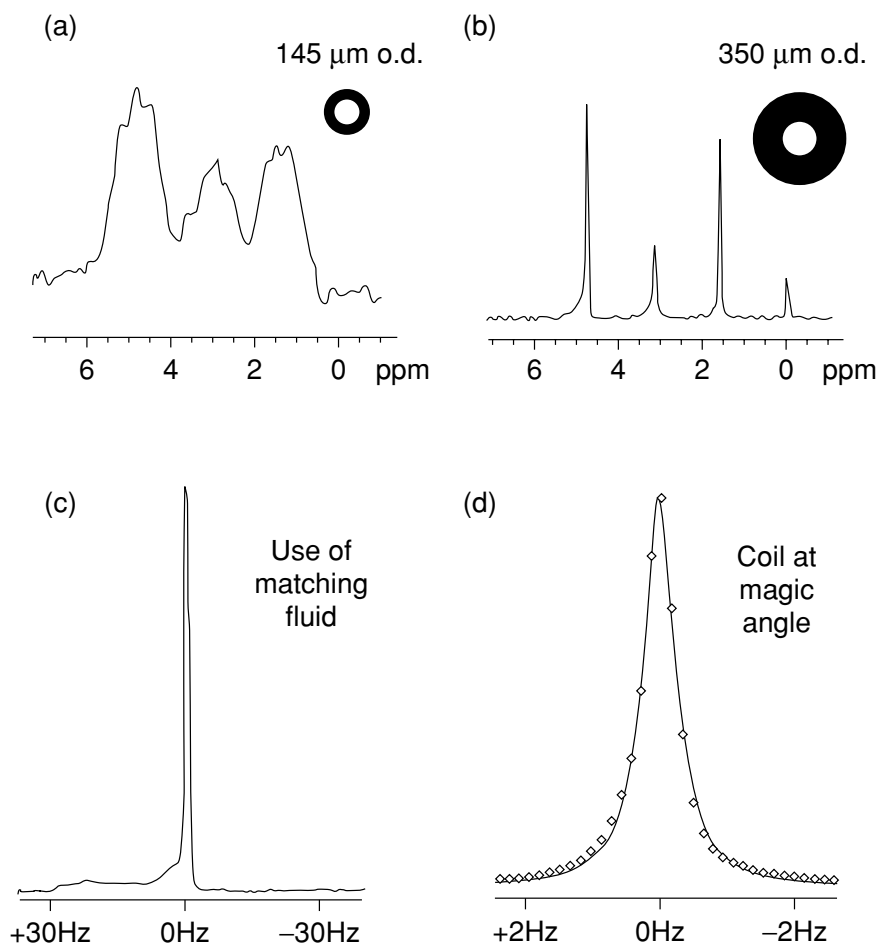 (a)
145 μm o.d.
6 4 2 0 ppm
(b)
350 μm o.d.
6 4 2 0 ppm
(c)
Use of
matching
fluid
+30Hz 0Hz −30Hz
(d)
Coil at
magic
angle
+2Hz 0Hz −2Hz